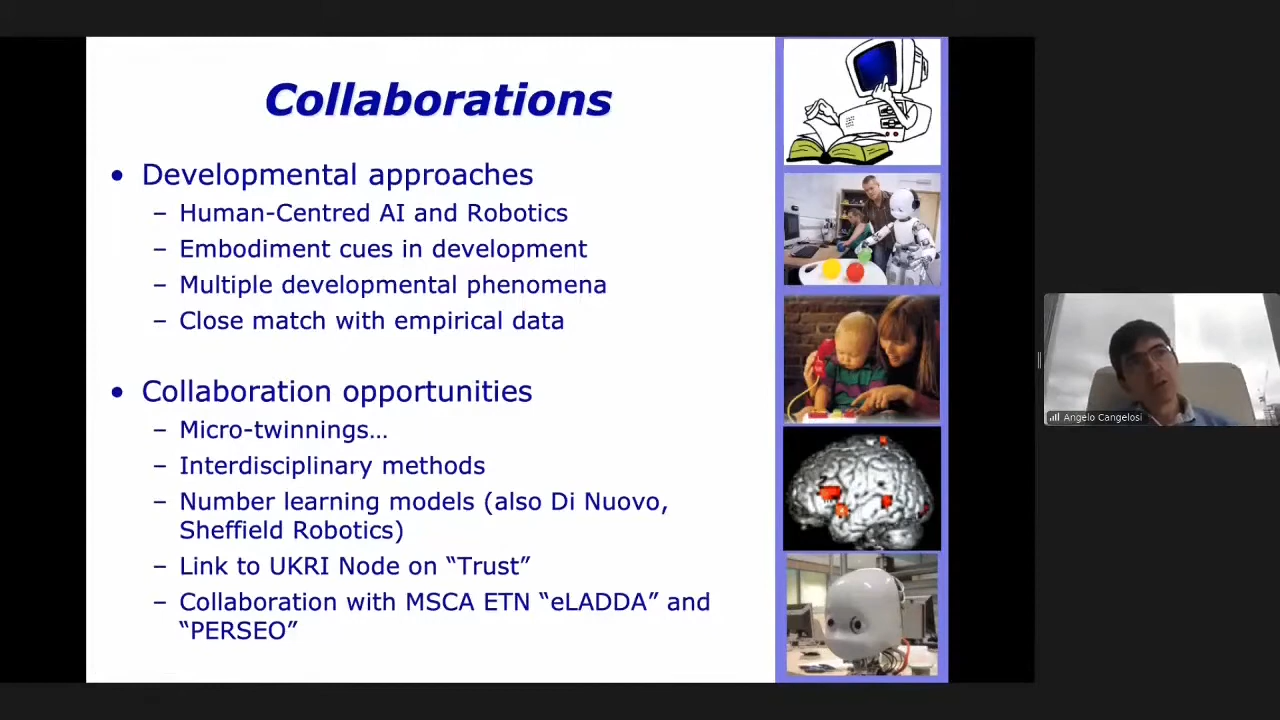 Collaborations
• Developmental approaches
– Human-Centred AI and Robotics
– Embodiment cues in development
– Multiple developmental phenomena
– Close match with empirical data
• Collaboration opportunities
– Micro-twinnings…
– Interdisciplinary methods
– Number learning models (also Di Nuovo,
Sheffield Robotics)
– Link to UKRI Node on “Trust”
– Collaboration with MSCA ETN “eLADDA” and
“PERSEO”
Angelo Cangelosi